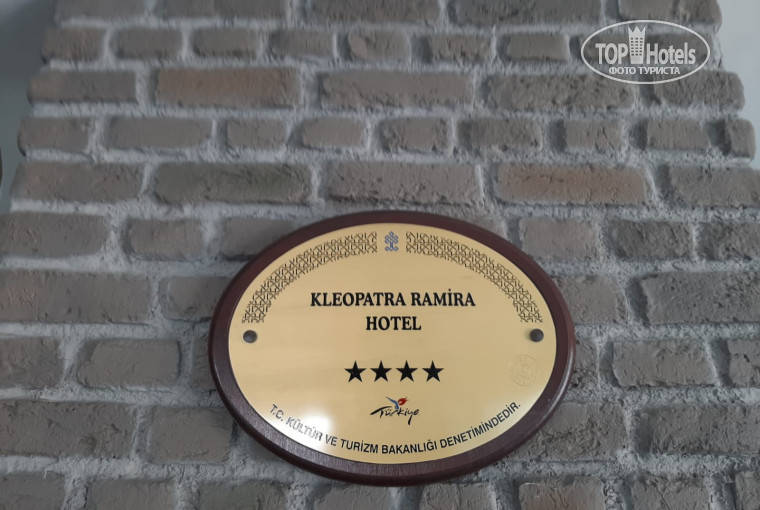 TOP Hotels
ФОТО ТУРИСТА
KLEOPATRA RAMİRA
HOTEL
Türkiye
T.C. KÜLTÜR VE TURİZM BAKANLIĞI DENETİMİNDEDİR.